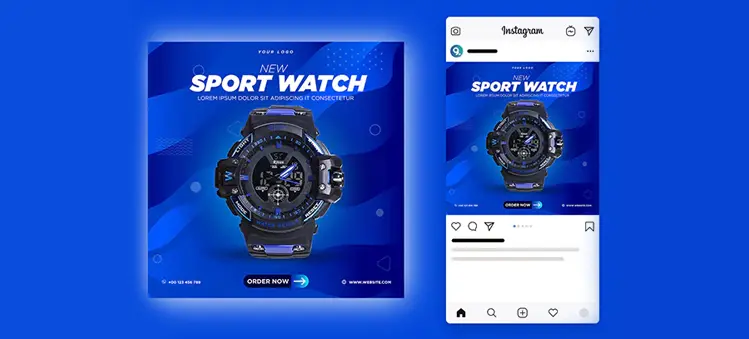 YOUR LOGO
NEW
SPORT WATCH
LOREM IPSUM DOLOR SIT ADIPISCING IT CONSECTETUR
ORDER NOW
+00 123 456 789
WWW.WEBSITE.COM
Instagram
YOUR LOGO
NEW
SPORT WATCH
LOREM IPSUM DOLOR SIT ADIPISCING IT CONSECTETUR
ORDER NOW
+00 123 456 789
WWW.WEBSITE.COM